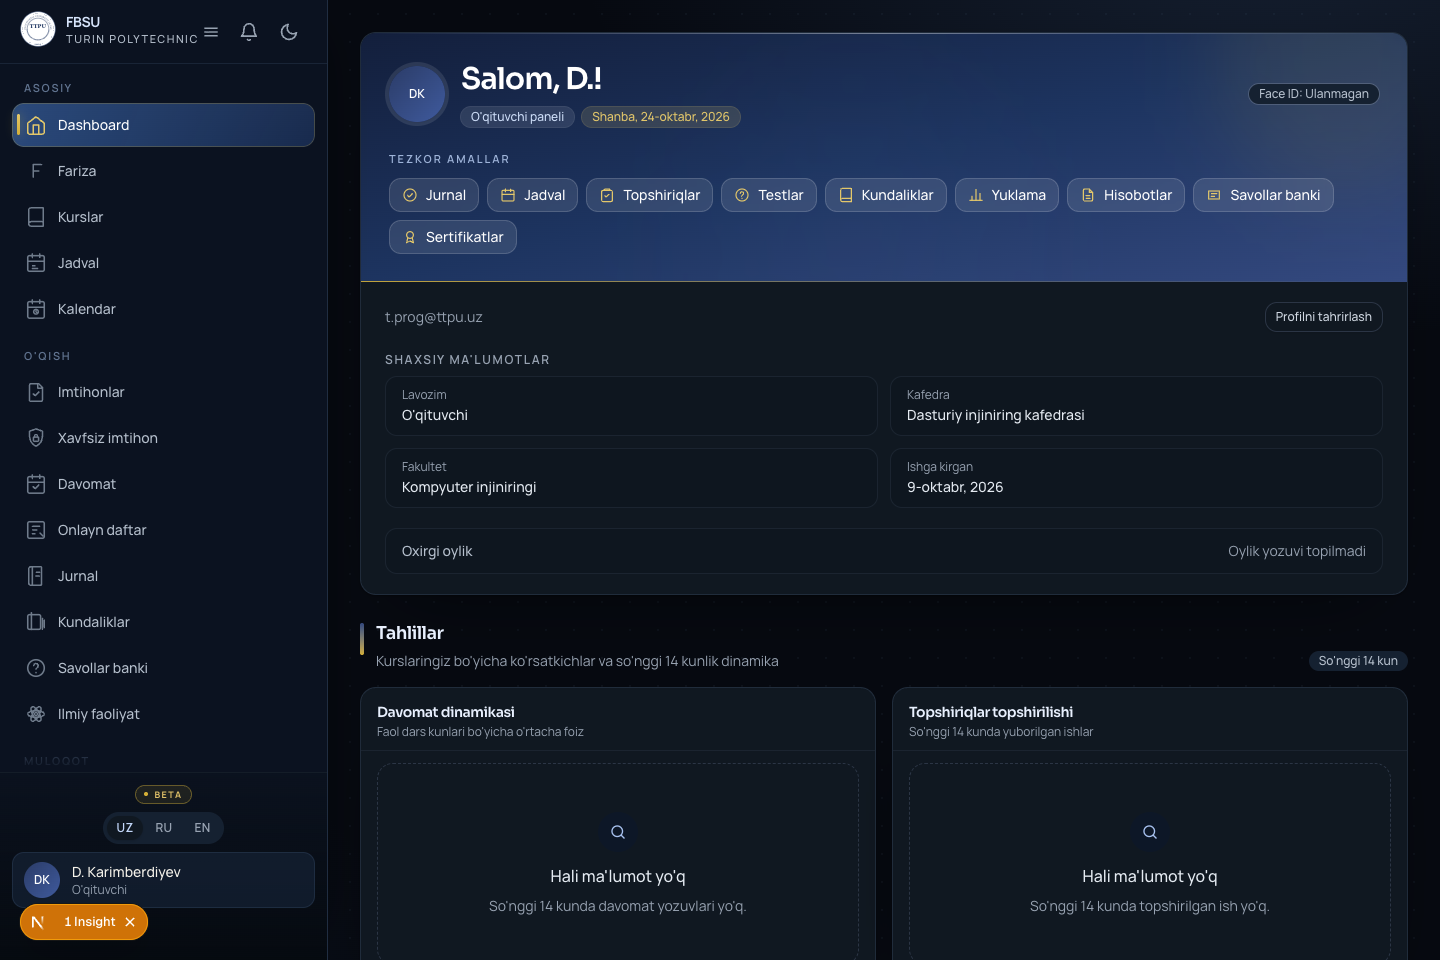 TTPU
FBSU
TURIN POLYTECHNIC
ASOSIY
Dashboard
F Fariza
Kurslar
Jadval
Kalendar
O'QISH
Imtihonlar
Xavfsiz imtihon
Davomat
Onlayn daftar
Jurnal
Kundaliklar
Savollar banki
Ilmiy faoliyat
MULOQOT
BETA
UZ RU EN
DK
D. Karimberdiyev
O'qituvchi
N 1 Insight
DK
Salom, D.!
O'qituvchi paneli
Shanba, 24-oktabr, 2026
Face ID: Ulanmagan
TEZKOR AMALLAR
Jurnal Jadval Topshiriqlar Testlar Kundaliklar Yuklama Hisobotlar Savollar banki
Sertifikatlar
t.prog@ttpu.uz
Profilni tahrirlash
SHAXSIY MA'LUMOTLAR
Lavozim
O'qituvchi
Kafedra
Dasturiy injiniring kafedrasi
Fakultet
Kompyuter injiniringi
Ishga kirgan
9-oktabr, 2026
Oxirgi oylik
Oylik yozuvi topilmadi
Tahlillar
Kurslaringiz bo'yicha ko'rsatkichlar va so'nggi 14 kunlik dinamika
So'nggi 14 kun
Davomat dinamikasi
Faol dars kunlari bo'yicha o'rtacha foiz
Hali ma'lumot yo'q
So'nggi 14 kunda davomat yozuvlari yo'q.
Topshiriqlar topshirilishi
So'nggi 14 kunda yuborilgan ishlar
Hali ma'lumot yo'q
So'nggi 14 kunda topshirilgan ish yo'q.